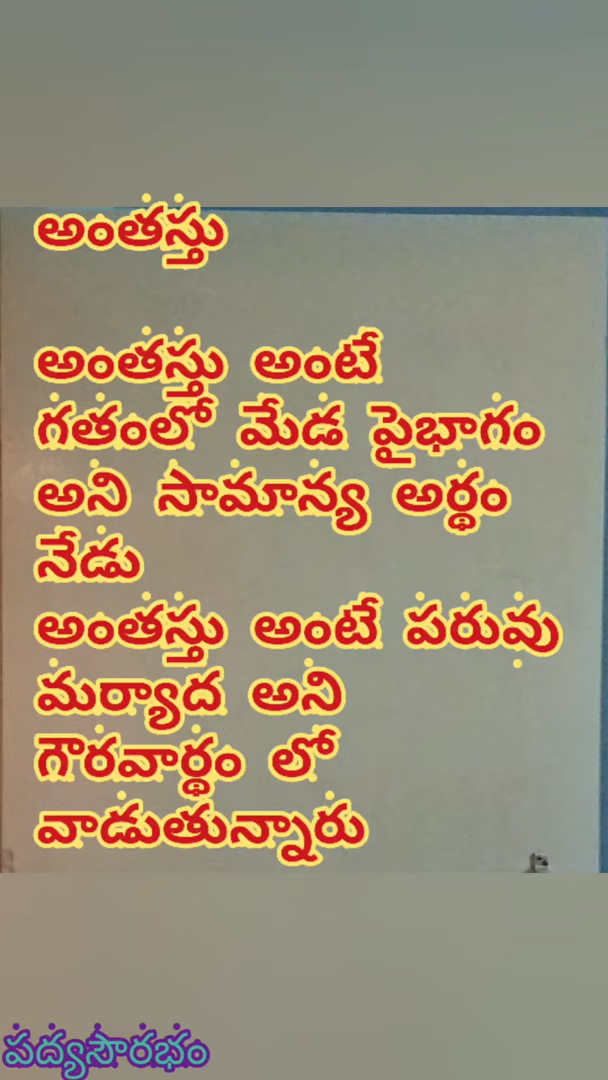 అంతస్తు
అంతస్తు అంటే
గతంలో మేడ పైభాగం
అని సామాన్య అర్థం
నేడు
అంతస్తు అంటే పరువు
మర్యాద అని
గౌరవార్థం లో
వాడుతున్నారు
పద్యసౌరభం